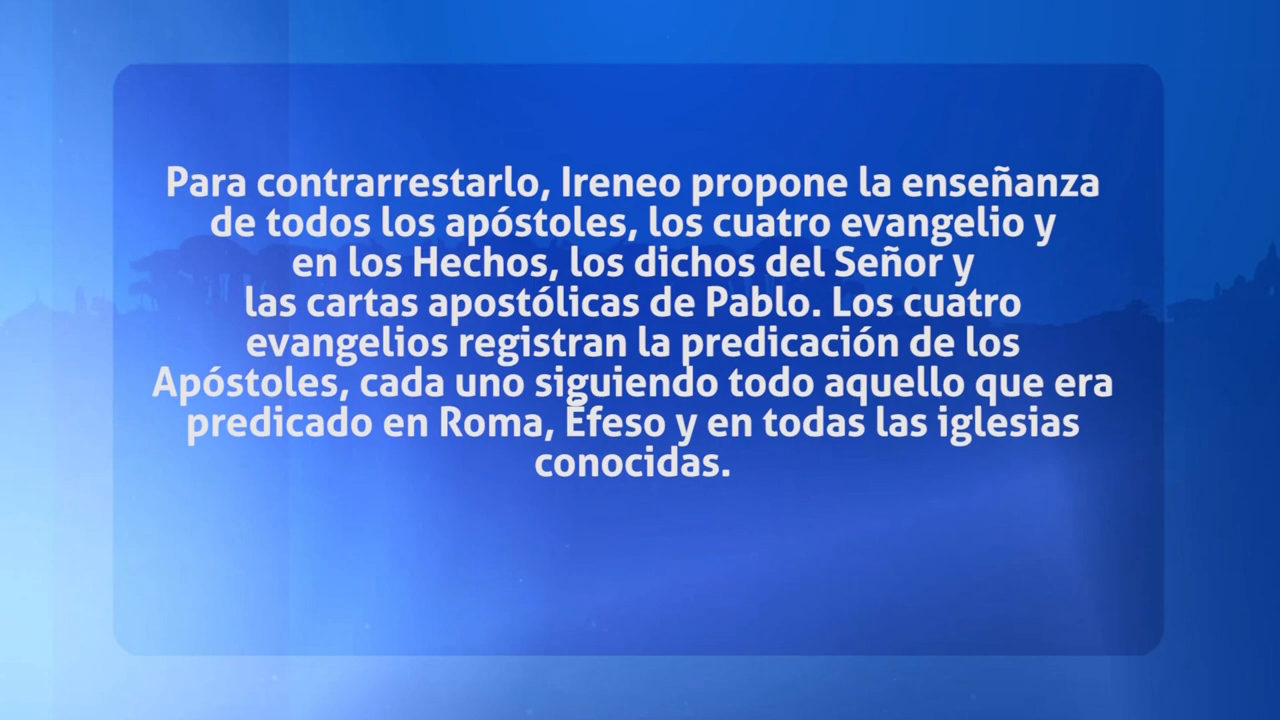 Para contrarrestarlo, Ireneo propone la enseñanza
de todos los apóstoles, los cuatro evangelio y
en los Hechos, los dichos del Señor y
las cartas apostólicas de Pablo. Los cuatro
evangelios registran la predicación de los
Apóstoles, cada uno siguiendo todo aquello que era
predicado en Roma, Éfeso y en todas las iglesias
conocidas.